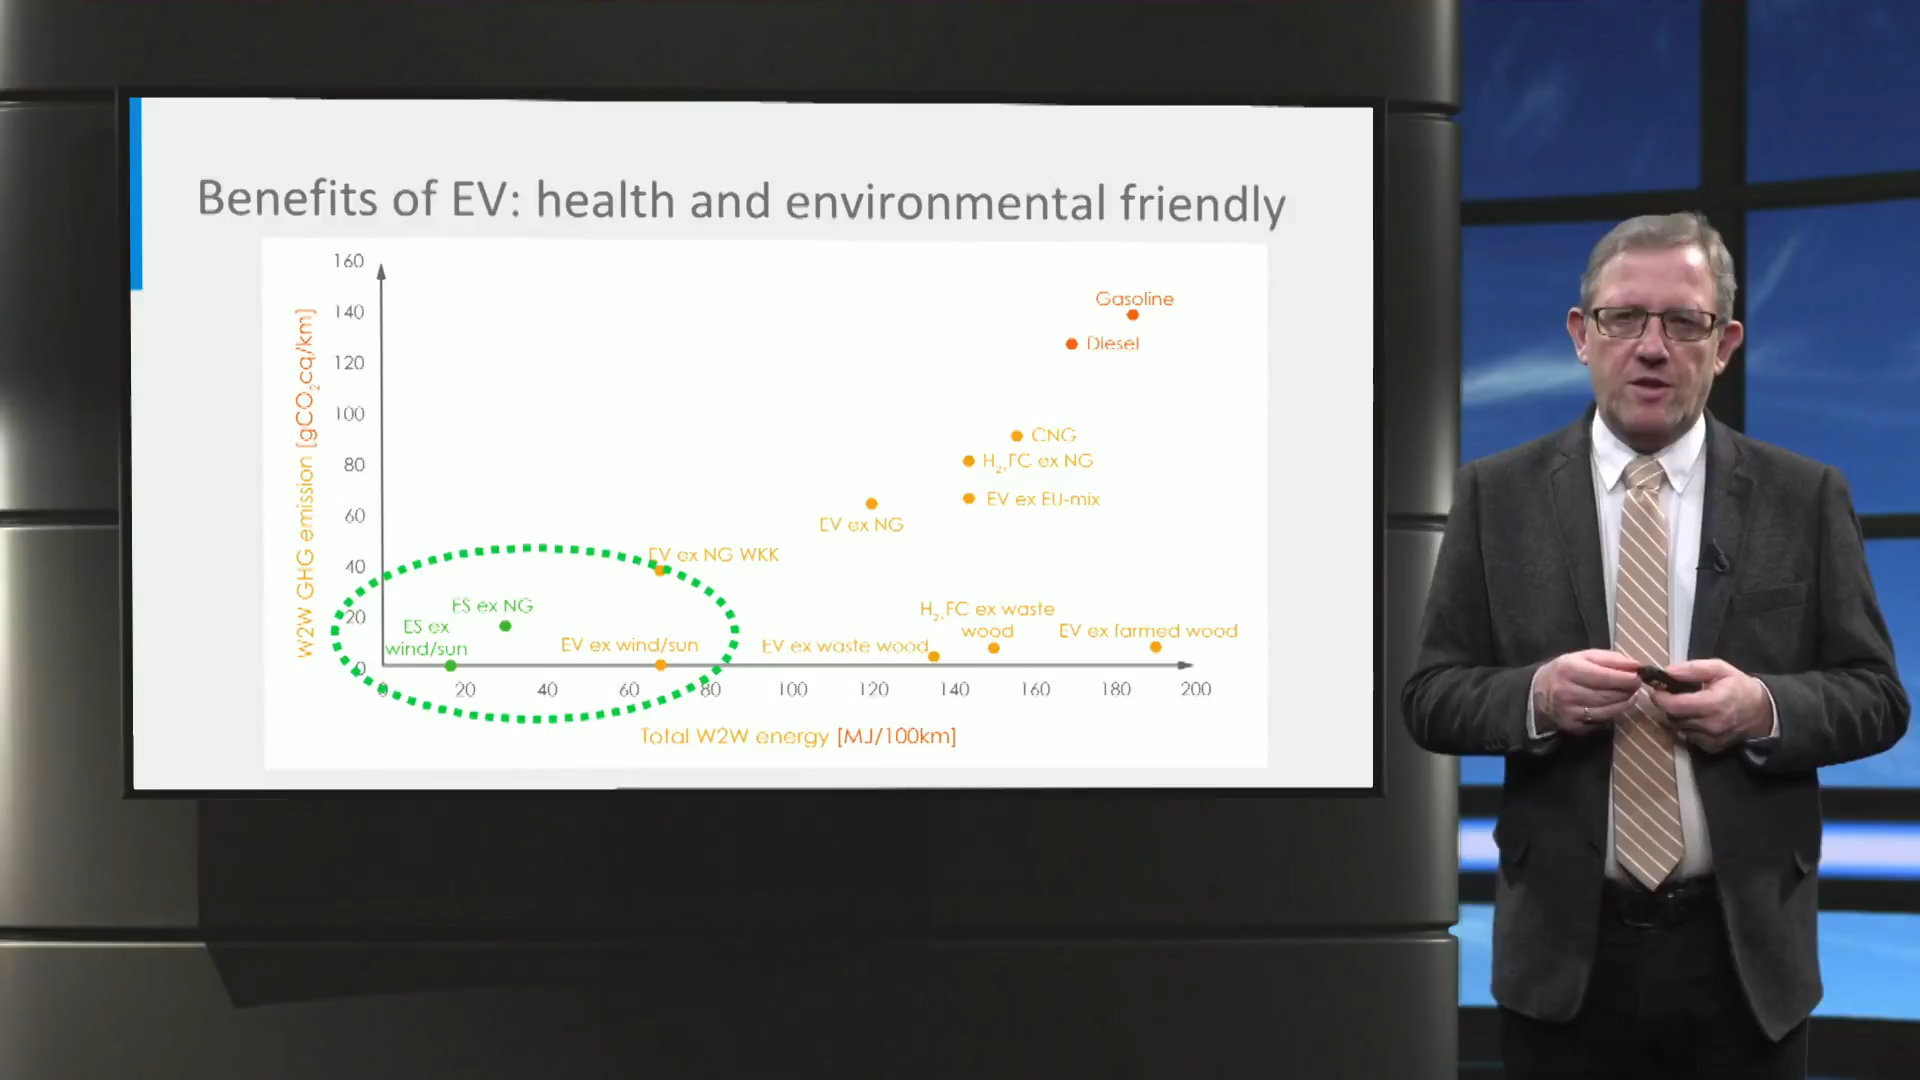 Benefits of EV: health and environmental friendly
160
140
120
100
80
60
40
20
0
W2W GHG emission [gCO₂cq/km]
Gasoline
Diesel
CNG
H₂,FC ex NG
EV ex EU-mix
EV ex NG
EV ex NG WKK
ES ex NG
ES ex
wind/sun
EV ex wind/sun
EV ex waste wood
H₂,FC ex waste
wood
EV ex farmed wood
0 20 40 60 80 100 120 140 160 180 200
Total W2W energy [MJ/100km]